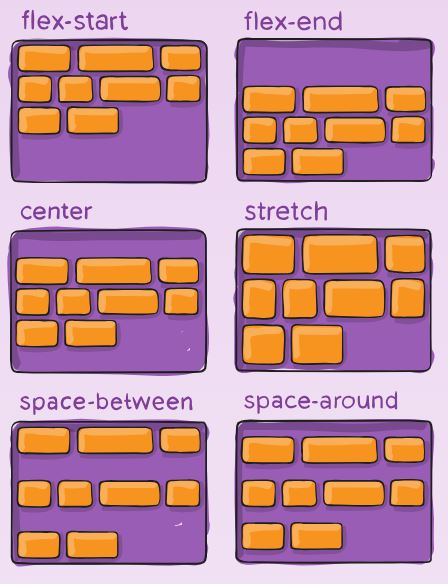 flex-start
flex-end
center
stretch
space-between
space-around